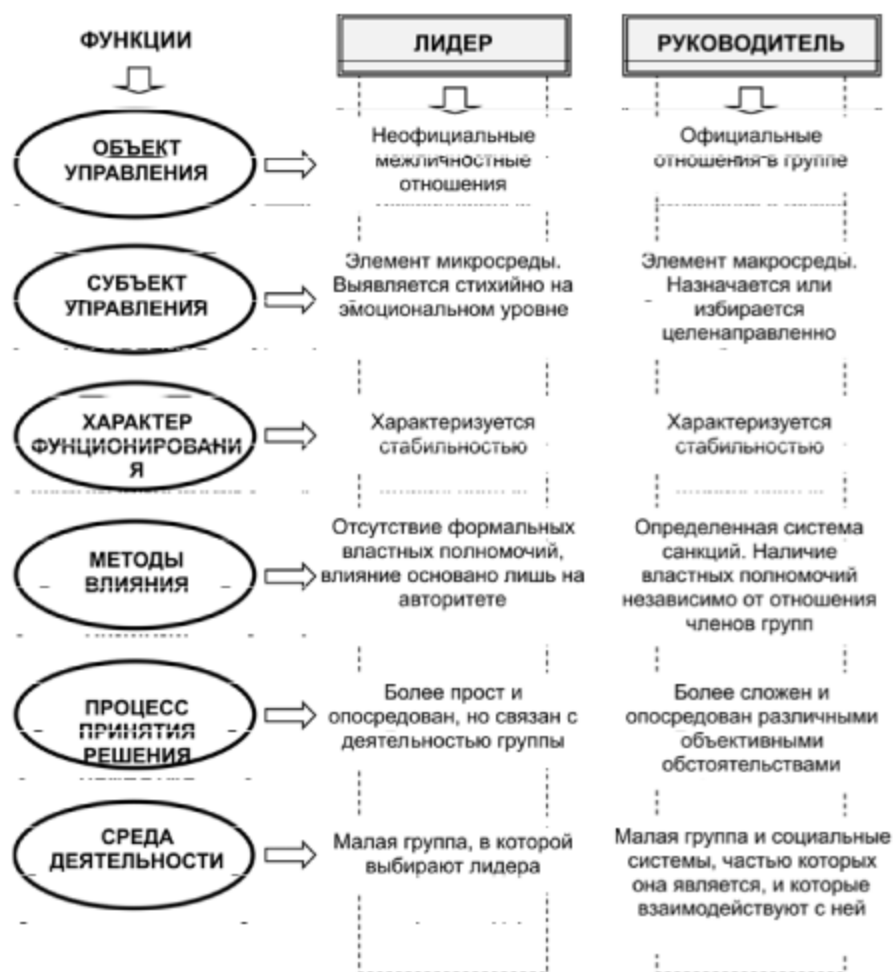 ФУНКЦИИ
ЛИДЕР
РУКОВОДИТЕЛЬ
ОБЪЕКТ
УПРАВЛЕНИЯ
Неофициальные
межличностные
отношения
Официальные
отношения в группе
СУБЪЕКТ
УПРАВЛЕНИЯ
Элемент микросреды.
Выявляется стихийно на
эмоциональном уровне
Элемент макросреды.
Назначается или
избирается
целенаправленно
ХАРАКТЕР
ФУНЦИОНИРОВАНИ
Я
Характеризуется
стабильностью
Характеризуется
стабильностью
МЕТОДЫ
ВЛИЯНИЯ
Отсутствие формальных
властных полномочий,
влияние основано лишь на
авторитете
Определенная система
санкций. Наличие
властных полномочий
независимо от отношения
членов групп
ПРОЦЕСС
ПРИНЯТИЯ
РЕШЕНИЯ
Более прост и
опосредован, но связан с
деятельностью группы
Более сложен и
опосредован различными
объективными
обстоятельствами
СРЕДА
ДЕЯТЕЛЬНОСТИ
Малая группа, в которой
выбирают лидера
Малая группа и социальные
системы, частью которых
она является, и которые
взаимодействуют с ней